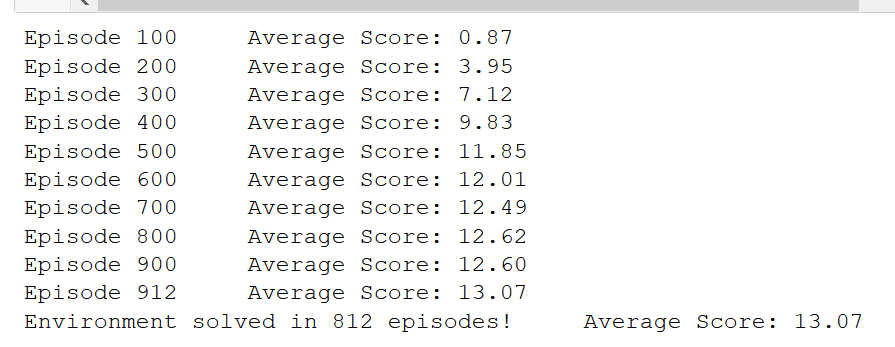 Episode 100 Average Score: 0.87
Episode 200 Average Score: 3.95
Episode 300 Average Score: 7.12
Episode 400 Average Score: 9.83
Episode 500 Average Score: 11.85
Episode 600 Average Score: 12.01
Episode 700 Average Score: 12.49
Episode 800 Average Score: 12.62
Episode 900 Average Score: 12.60
Episode 912 Average Score: 13.07
Environment solved in 812 episodes! Average Score: 13.07